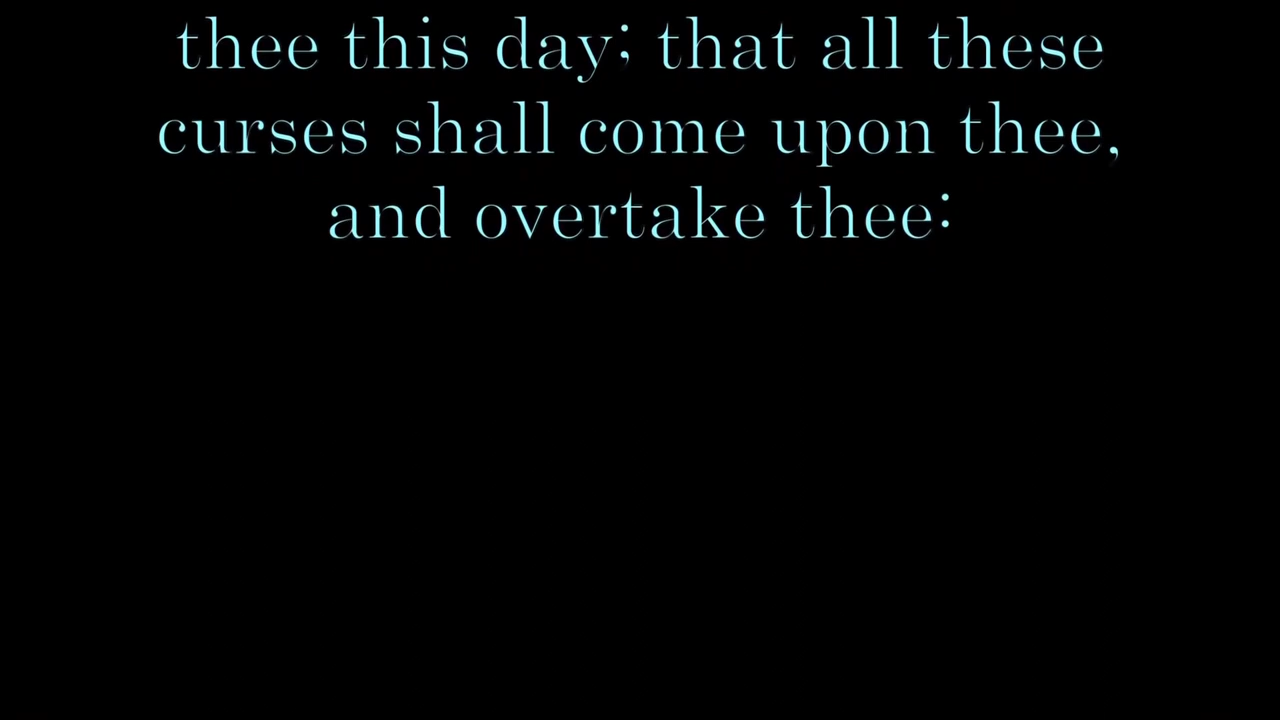 thee this day; that all these
curses shall come upon thee,
and overtake thee: